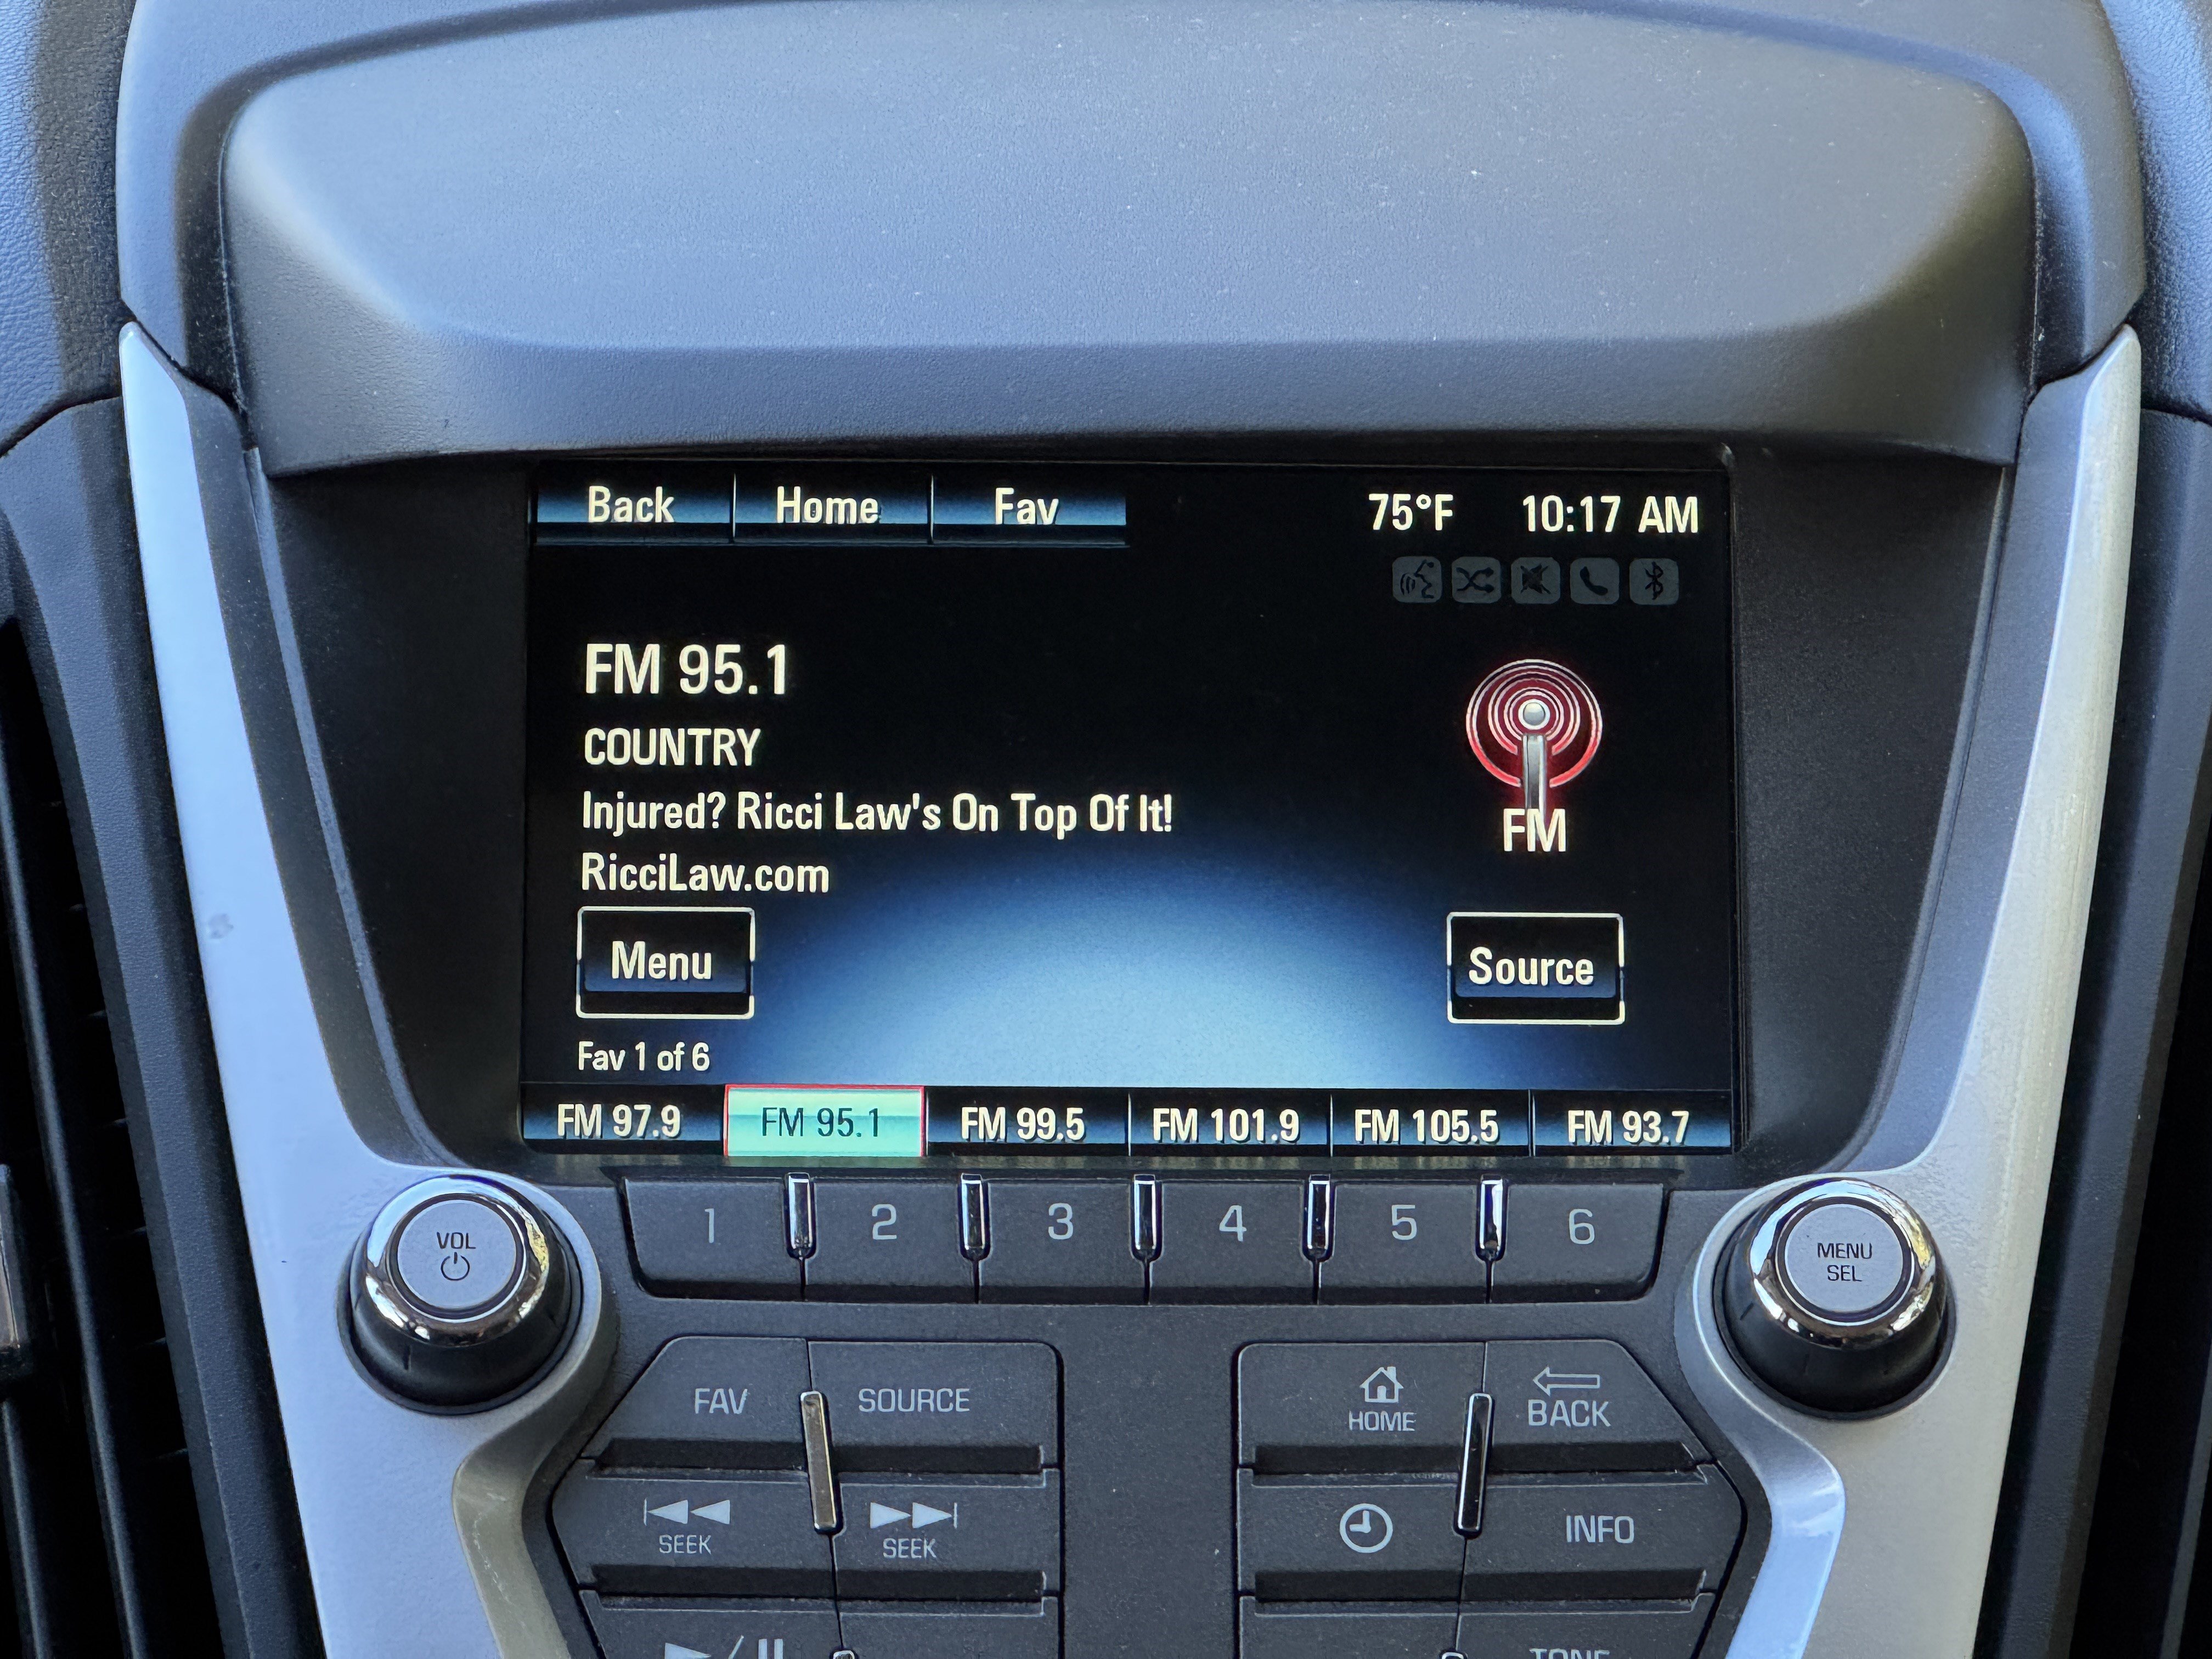 Back Home Fav 75°F 10:17 AM
FM 95.1
COUNTRY
Injured? Ricci Law's On Top Of It!
RicciLaw.com
FM
Menu Source
Fav 1 of 6
FM 97.9 FM 95.1 FM 99.5 FM 101.9 FM 105.5 FM 93.7
1 2 3 4 5 6
VOL
MENU
SEL
FAV SOURCE
HOME BACK
SEEK SEEK
INFO
TONE